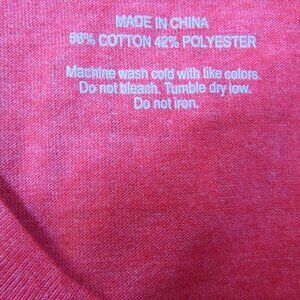 MADE IN CHINA
58% COTTON 42% POLYESTER
Machine wash cold with like colors.
Do not bleach. Tumble dry low.
Do not iron.